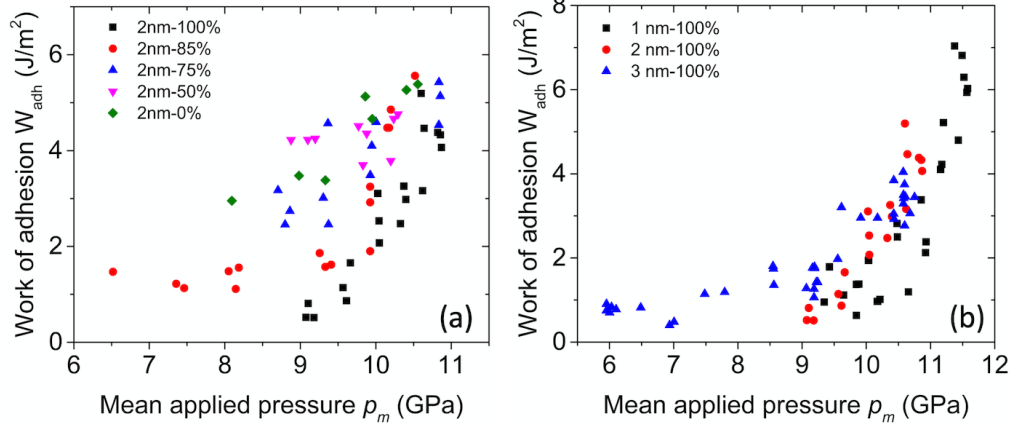 2nm-100%
2nm-85%
2nm-75%
2nm-50%
2nm-0%
(a)
0
2
4
6
5
6
7
8
9
10
11
Work of adhesion W_adh (J/m²)
Mean applied pressure p_m (GPa)
1 nm-100%
2 nm-100%
3 nm-100%
(b)
0
2
4
6
8
6
7
8
9
10
11
12
Work of adhesion W_adh (J/m²)
Mean applied pressure p_m (GPa)